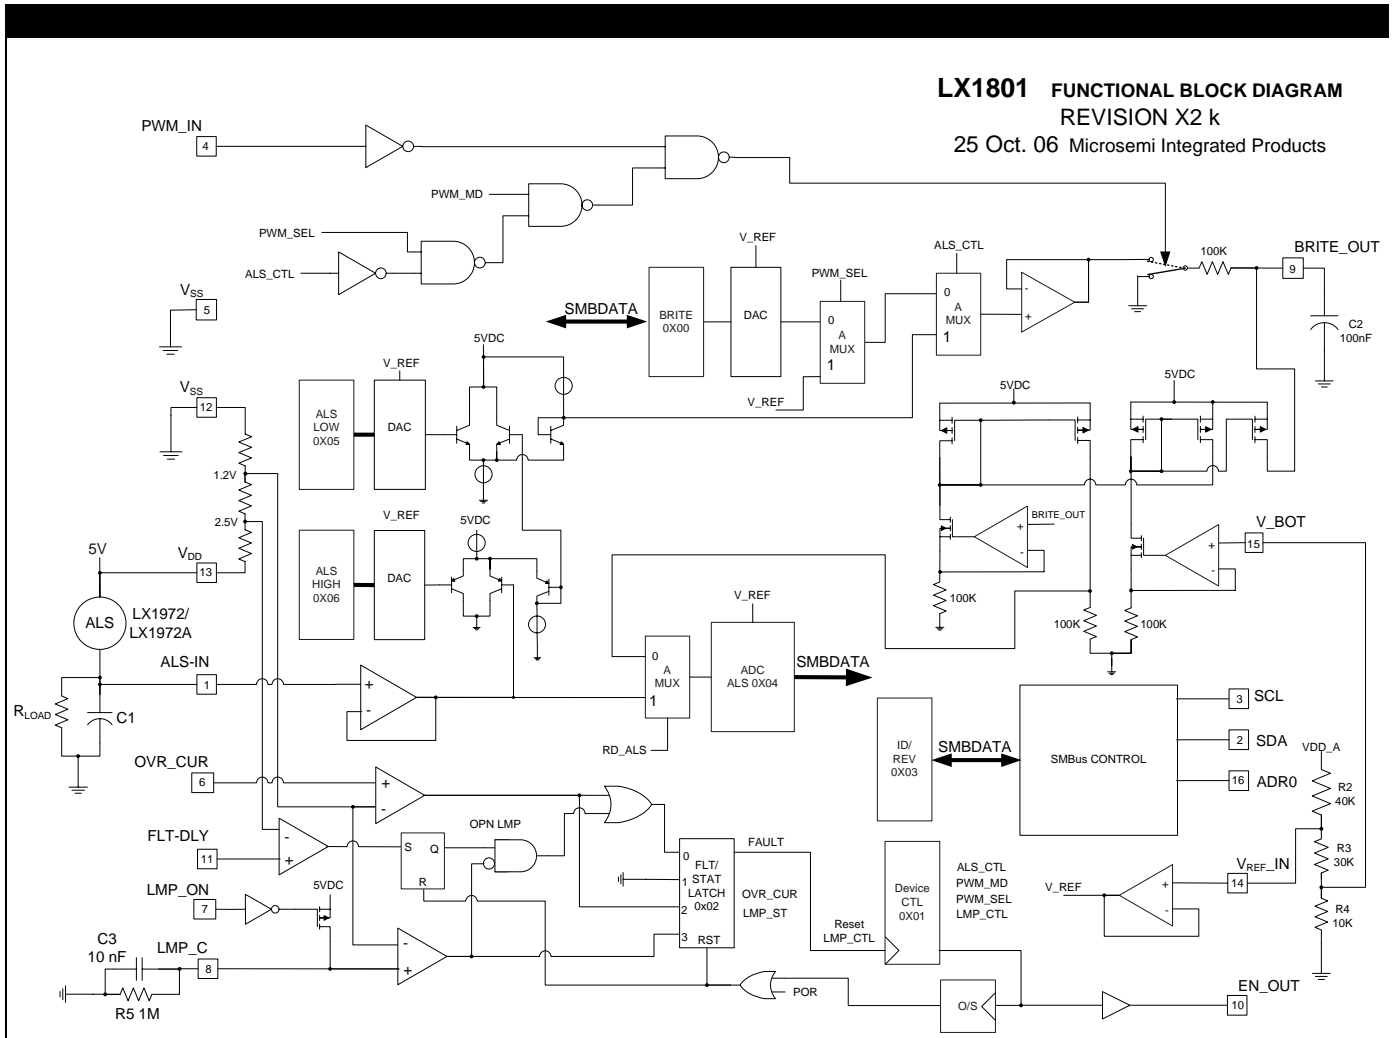 LX1801 FUNCTIONAL BLOCK DIAGRAM
REVISION X2 k
25 Oct. 06 Microsemi Integrated Products
PWM_IN
4
PWM_MD
PWM_SEL
ALS_CTL
V_REF
ALS_CTL
100K
BRITE_OUT
9
PWM_SEL
SMBDATA
BRITE
0X00
DAC
0
A
MUX
1
0
A
MUX
1
-
+
C2
100nF
V_REF
VSS
5
5VDC
V_REF
VSS
12
ALS
LOW
0X05
DAC
5VDC
5VDC
1.2V
2.5V
V_REF
5VDC
BRITE_OUT
+
-
+
-
V_BOT
15
5V
VDD
13
ALS
HIGH
0X06
DAC
ALS
LX1972/
LX1972A
V_REF
100K
100K
100K
ALS-IN
1
+
-
0
A
MUX
1
ADC
ALS 0X04
SMBDATA
RLOAD
C1
RD_ALS
ID/
REV
0X03
SMBDATA
SMBus CONTROL
3
SCL
2
SDA
16
ADR0
VDD_A
R2
40K
R3
30K
R4
10K
OVR_CUR
6
+
-
OPN LMP
FLT-DLY
11
-
+
S
Q
R
0
1
2
3
FLT/
STAT
LATCH
0x02
RST
FAULT
OVR_CUR
LMP_ST
Device
CTL
0X01
ALS_CTL
PWM_MD
PWM_SEL
LMP_CTL
V_REF
+
-
VREF_IN
14
LMP_ON
7
5VDC
Reset
LMP_CTL
C3
10 nF
LMP_C
8
-
+
R5 1M
POR
O/S
EN_OUT
10